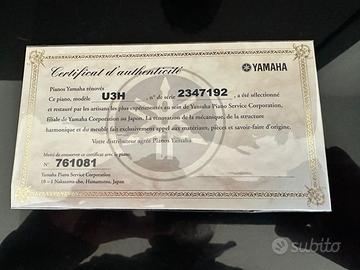 Certificat d'authenticité
YAMAHA
Pianos Yamaha rénovés
Ce piano, modèle U3H n° de série 2347192, a été sélectionné
et restauré par les artisans les plus expérimentés au sein de Yamaha Piano Service Corporation,
filiale de Yamaha Corporation au Japon. La rénovation de la mécanique, de la structure
harmonique et du meuble fait exclusivement appel aux matériaux, pièces et savoir-faire d'origine.
Votre distributeur agréé Pianos Yamaha
Merci de conserver ce certificat avec le piano.
N° 761081
Yamaha Piano Service Corporation
10-1 Nakazawa-cho, Hamamatsu, Japan
subito